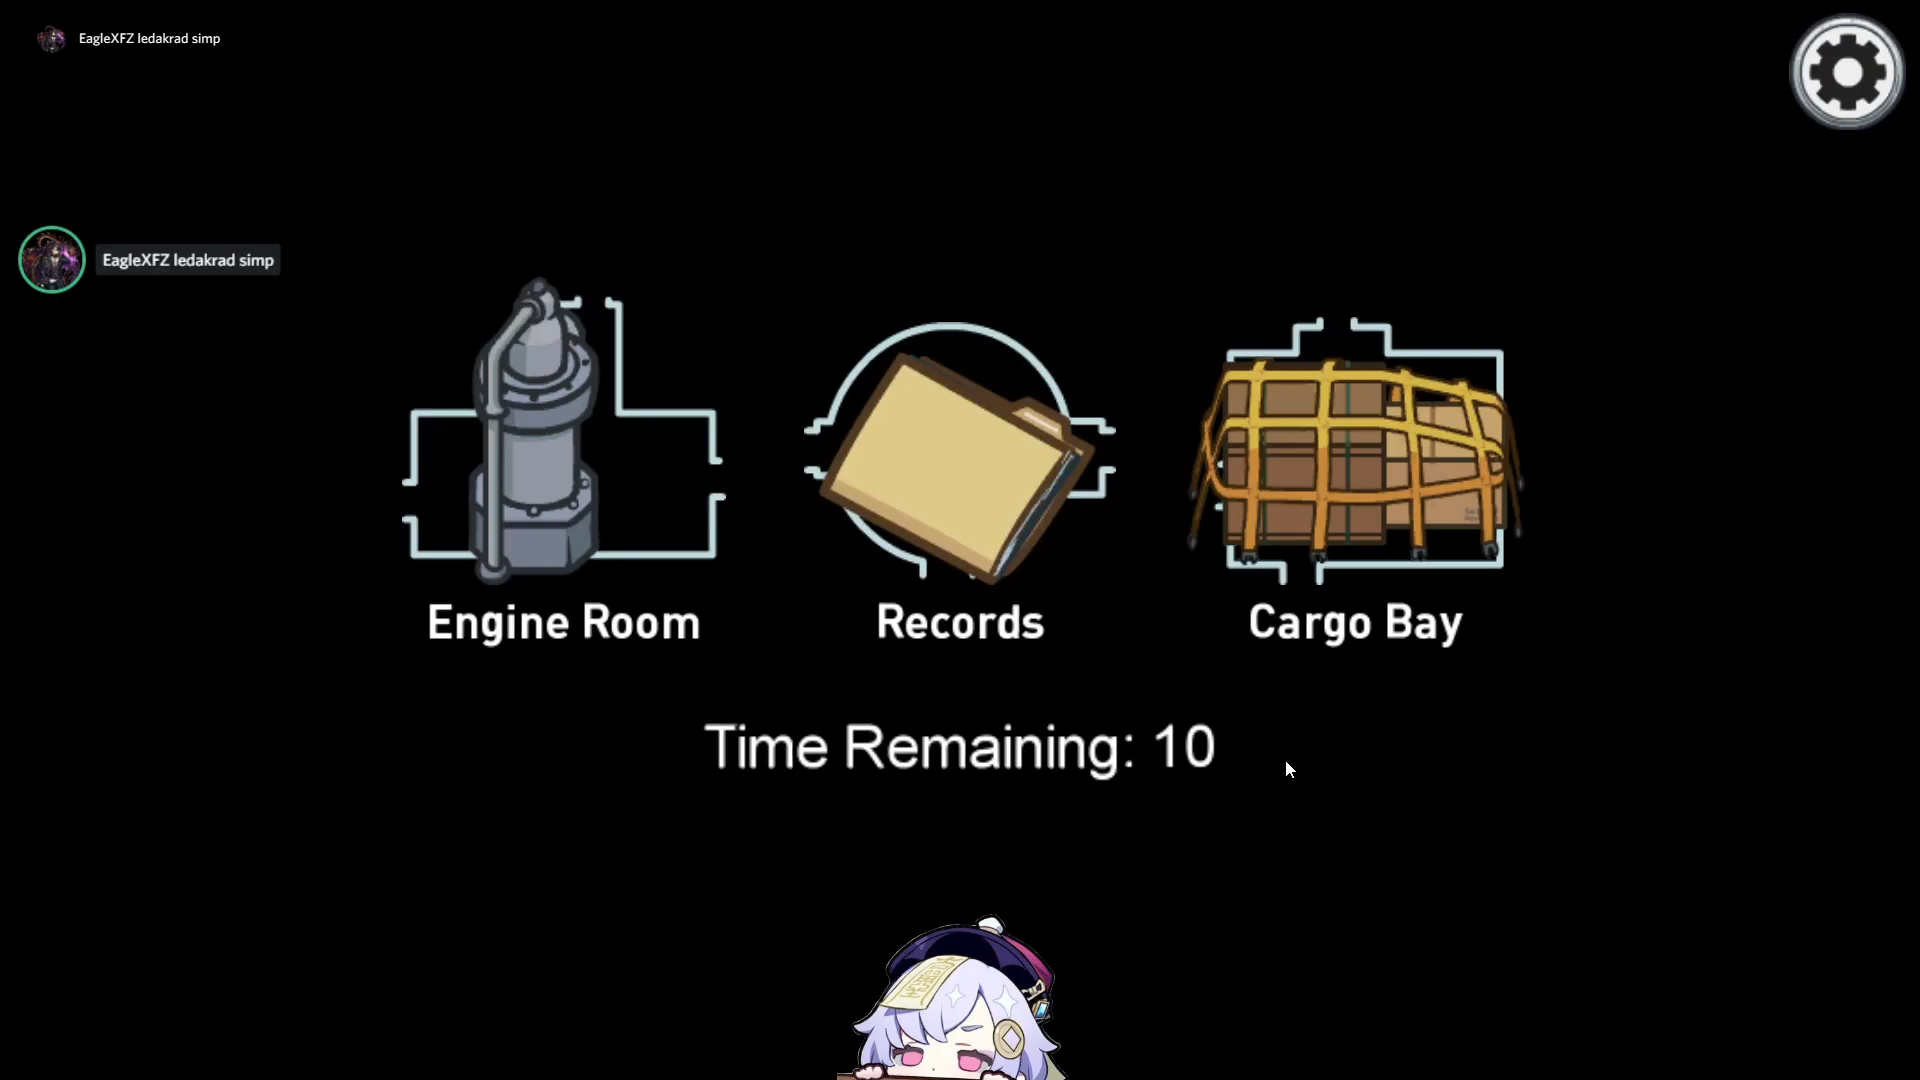 EagleXFZ ledakrad simp
EagleXFZ ledakrad simp
Engine Room
Records
Cargo Bay
Time Remaining: 10